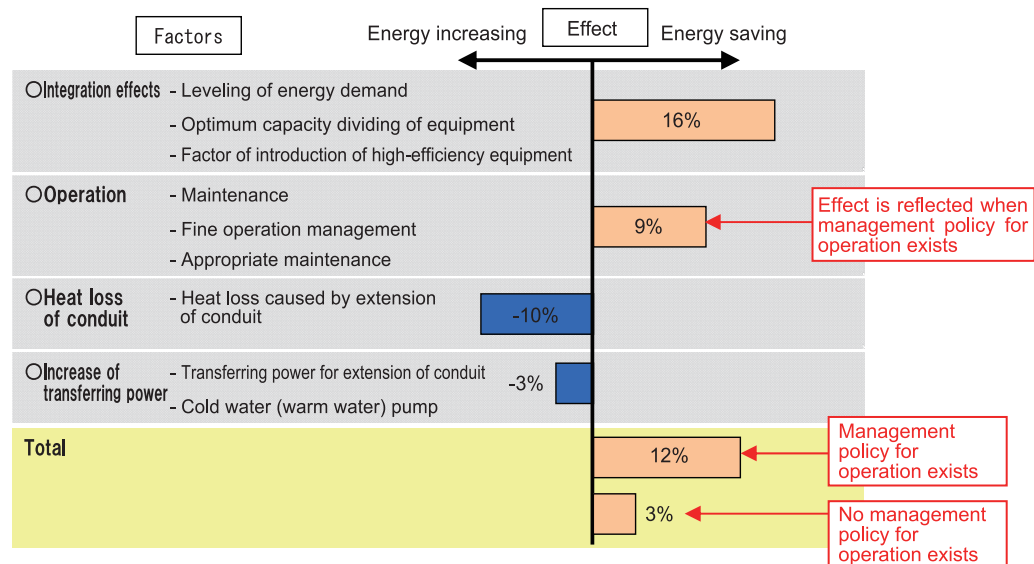 Factors
Energy increasing
Effect
Energy saving
○Integration effects
- Leveling of energy demand
- Optimum capacity dividing of equipment
- Factor of introduction of high-efficiency equipment
16%
○Operation
- Maintenance
- Fine operation management
- Appropriate maintenance
9%
Effect is reflected when
management policy for
operation exists
○Heat loss
of conduit
- Heat loss caused by extension
of conduit
-10%
○Increase of
transferring power
- Transferring power for extension of conduit
- Cold water (warm water) pump
-3%
Total
12%
Management
policy for
operation exists
3%
No management
policy for
operation exists